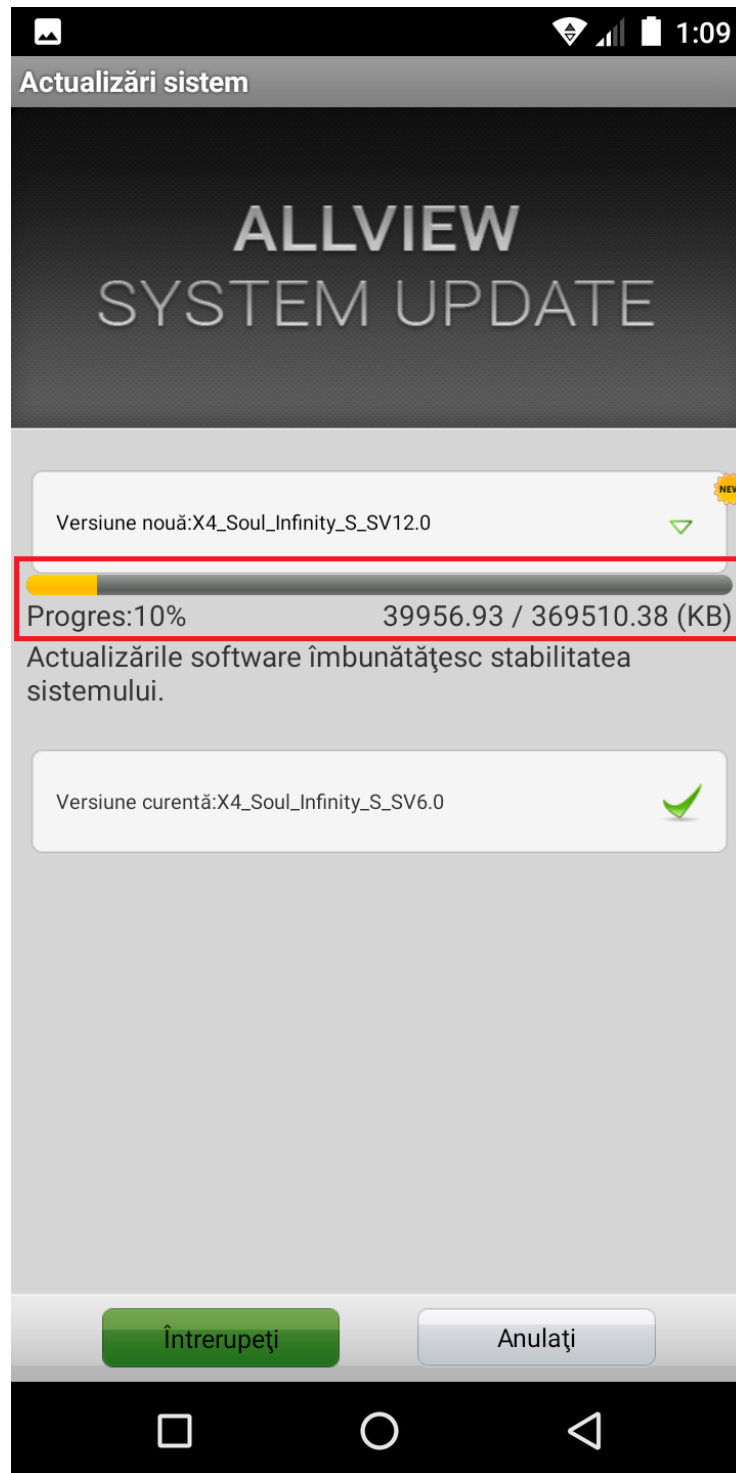 1:09
Actualizări sistem
ALLVIEW
SYSTEM UPDATE
NEW
Versiune nouă:X4_Soul_Infinity_S_SV12.0
Progres:10% 39956.93 / 369510.38 (KB)
Actualizările software îmbunătăţesc stabilitatea
sistemului.
Versiune curentă:X4_Soul_Infinity_S_SV6.0
Întrerupeţi Anulaţi